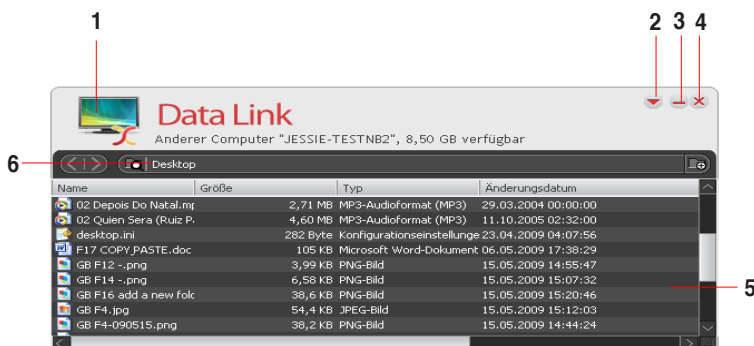 1 2 3 4
Data Link
Anderer Computer "JESSIE-TESTNB2", 8,50 GB verfügbar
6
Desktop
Name Größe Typ Änderungsdatum
02 Depois Do Natal.mp 2,71 MB MP3-Audioformat (MP3) 29.03.2004 00:00:00
02 Quien Sera (Ruiz P. 4,60 MB MP3-Audioformat (MP3) 11.10.2005 02:32:00
desktop.ini 282 Byte Konfigurationseinstellunge 23.04.2009 04:07:56
F17 COPY_PASTE.doc 105 KB Microsoft Word-Dokument 06.05.2009 17:38:29
GB F12 -.png 3,99 KB PNG-Bild 15.05.2009 14:55:47
GB F14 -.png 6,58 KB PNG-Bild 15.05.2009 15:07:32
5
GB F16 add a new folc 38,6 KB PNG-Bild 15.05.2009 15:20:46
GB F4.jpg 54,4 KB JPEG-Bild 15.05.2009 15:12:03
GB F4-090515.png 38,2 KB PNG-Bild 15.05.2009 14:44:24